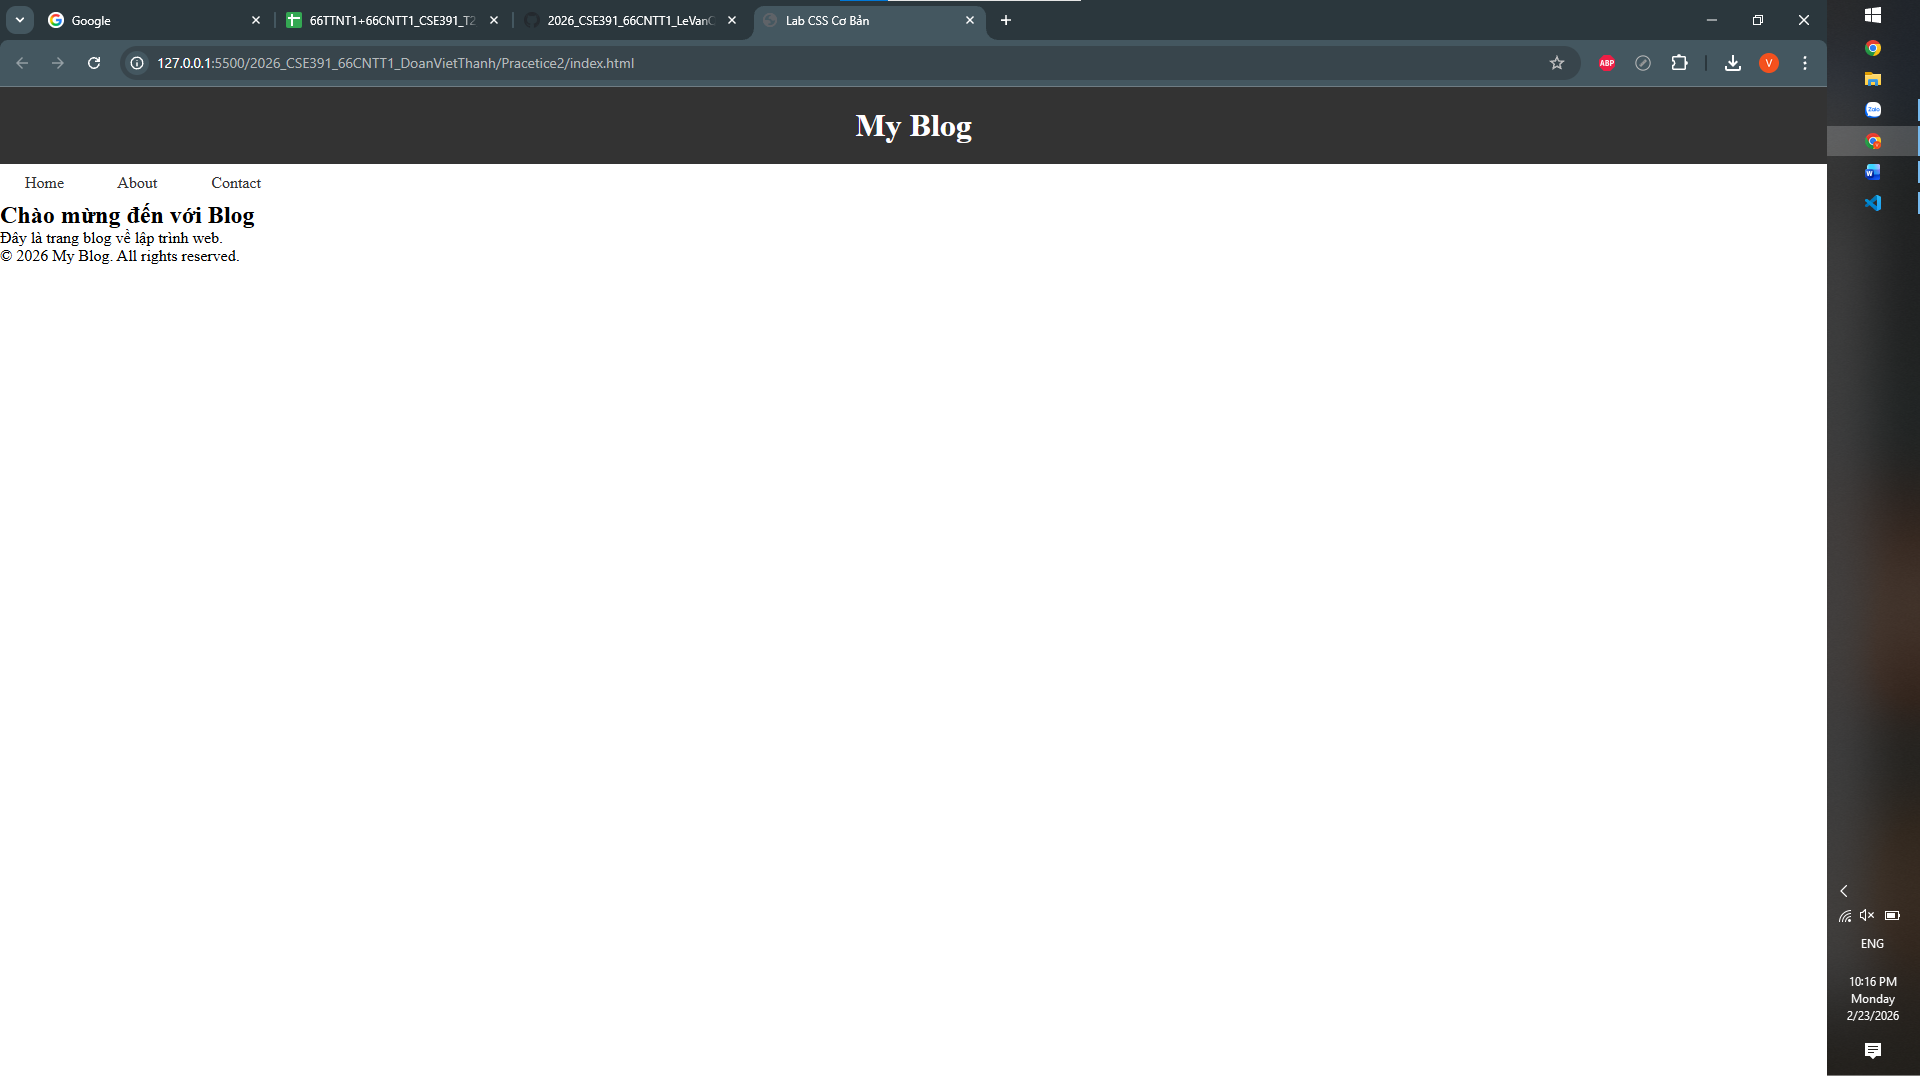 Google
66TTNT1+66CNTT1_CSE391_T2
2026_CSE391_66CNTT1_LeVanC
Lab CSS Cơ Bản
127.0.0.1:5500/2026_CSE391_66CNTT1_DoanVietThanh/Pracetice2/index.html
ABP
V
My Blog
Home About Contact
Chào mừng đến với Blog
Đây là trang blog về lập trình web.
© 2026 My Blog. All rights reserved.
Zalo
W
ENG
10:16 PM
Monday
2/23/2026